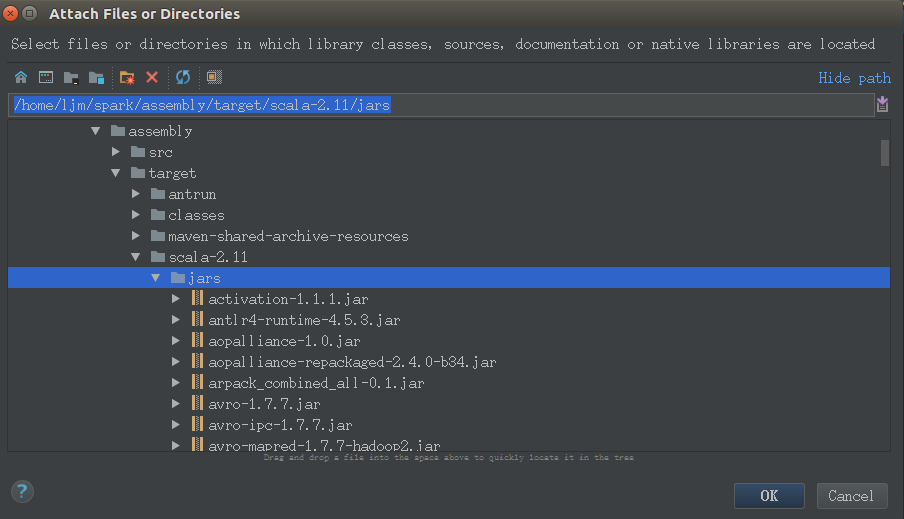 Attach Files or Directories
Select files or directories in which library classes, sources, documentation or native libraries are located
Hide path
/home/ljm/spark/assembly/target/scala-2.11/jars
assembly
src
target
antrun
classes
maven-shared-archive-resources
scala-2.11
jars
activation-1.1.1.jar
antlr4-runtime-4.5.3.jar
aopalliance-1.0.jar
aopalliance-repackaged-2.4.0-b34.jar
arpack_combined_all-0.1.jar
avro-1.7.7.jar
avro-ipc-1.7.7.jar
avro-mapred-1.7.7-hadoop2.jar
Drag and drop a file into the space above to quickly locate it in the tree
?
OK
Cancel